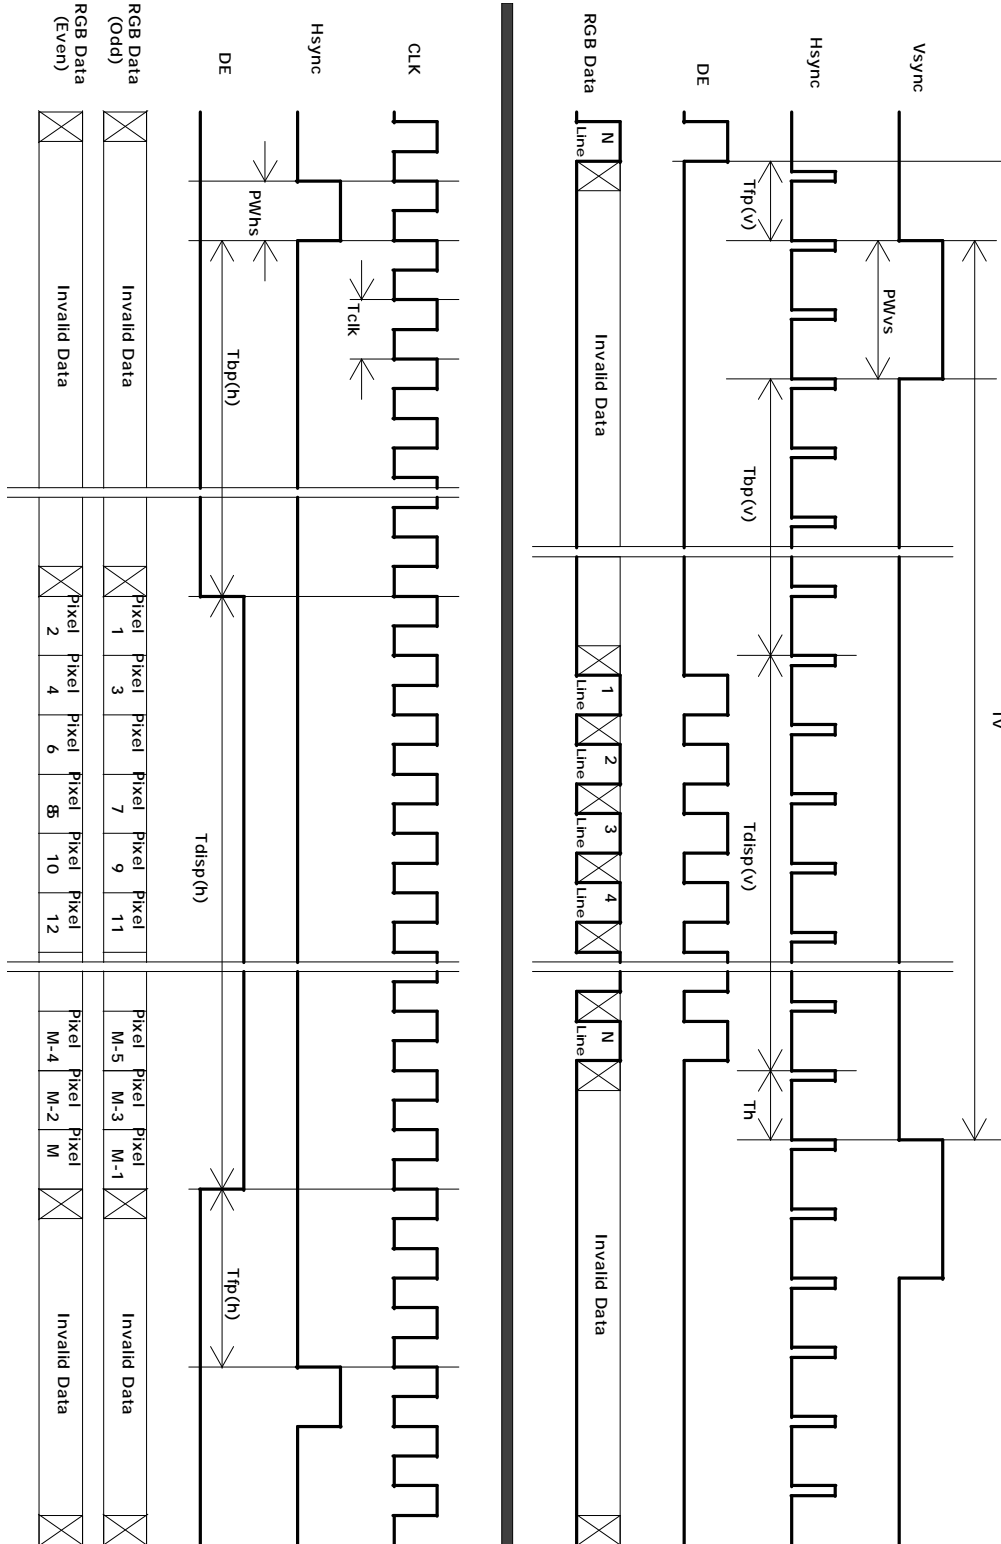 Tv
Vsync
PWvs
Hsync
Tfp(v)
Tbp(v)
Tdisp(v)
Th
DE
RGB Data
Line N
Invalid Data
Line 1
Line 2
Line 3
Line 4
Line N
Invalid Data
CLK
Tclk
Hsync
PWhs
DE
Tbp(h)
Tdisp(h)
Tfp(h)
RGB Data
(Odd)
Invalid Data
Pixel 1
Pixel 3
Pixel
Pixel 7
Pixel 9
Pixel 11
Pixel M-5
Pixel M-3
Pixel M-1
Invalid Data
RGB Data
(Even)
Invalid Data
Pixel 2
Pixel 4
Pixel 6
Pixel 8
5
Pixel 10
Pixel 12
Pixel M-4
Pixel M-2
Pixel M
Invalid Data